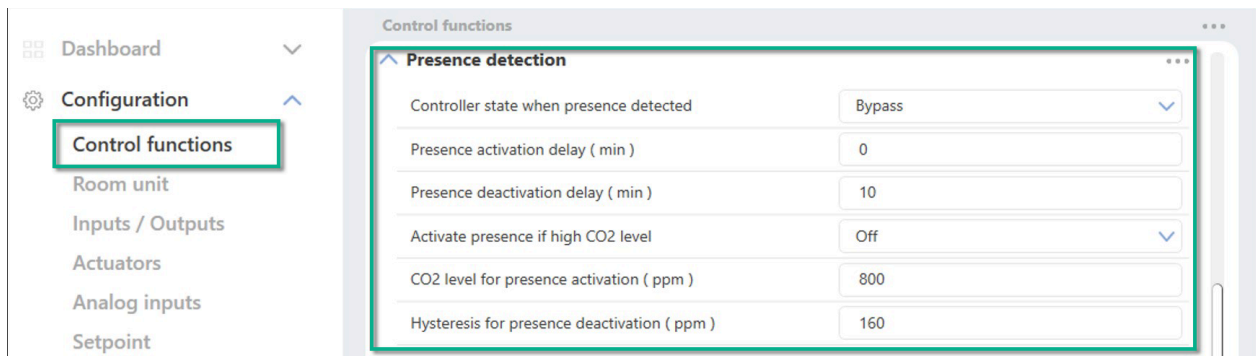 Dashboard
Configuration
Control functions
Room unit
Inputs / Outputs
Actuators
Analog inputs
Setpoint
Control functions
Presence detection
Controller state when presence detected Bypass
Presence activation delay ( min ) 0
Presence deactivation delay ( min ) 10
Activate presence if high CO2 level Off
CO2 level for presence activation ( ppm ) 800
Hysteresis for presence deactivation ( ppm ) 160